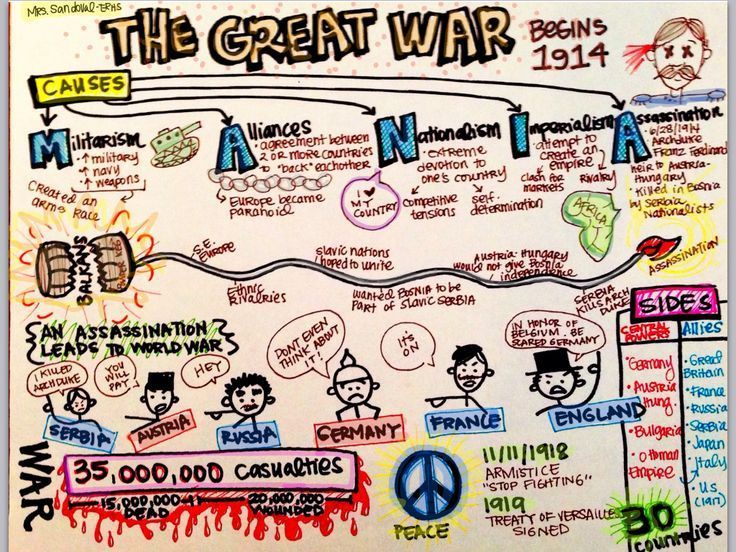 Mrs. Sandoval-ERHS
THE GREAT WAR
BEGINS
1914
CAUSES
Militarism
↑ military
↑ navy
↑ weapons
Created an
arms Race
Alliances
• agreement between
2 or more countries
to "back" eachother
Europe became
paranoid
Nationalism
• extreme
devotion to
one's country
I ♥
MY
COUNTRY
competitive
tensions
self-
determination
Imperialism
• attempt to
create an
empire
clash for
markets
Rivalry
AFRICA
Assasination
• 6/28/1914
Archduke
Franz Ferdinand
heir to Austria-
Hungary
• Killed in Bosnia
by Serbia
Nationalists
BALKANS
POWDER KEG
S.E.
EUROPE
Ethnic
Rivalries
Slavic nations
hoped to unite
wanted Bosnia to be
Part of Slavic Serbia
Austria-Hungary
would not give Bosnia
independence
SERBIA
KILLS ARCH
DUKE
ASSASSINATION
AN ASSASSINATION
LEADS TO WORLD WAR
I KILLED
ARCHDUKE
SERBIA
YOU
WILL
PAY
AUSTRIA
HEY
RUSSIA
DON'T EVEN
THINK ABOUT
IT!
GERMANY
IT'S
ON
FRANCE
IN HONOR OF
BELGIUM, BE
SCARED GERMANY
ENGLAND
SIDES
CENTRAL
POWERS
• Germany
• Austria
Hung.
• Bulgaria
• Ottoman
Empire
Allies
• Great
Britain
• France
• Russia
• Serbia
• Japan
Italy
• U.S.
(1917)
30
countries
WAR
35,000,000 casualties
15,000,000+
DEAD
20,000,000
wounded
PEACE
11/11/1918
ARMISTICE
"STOP FIGHTING"
1919
TREATY OF VERSAILLE
SIGNED